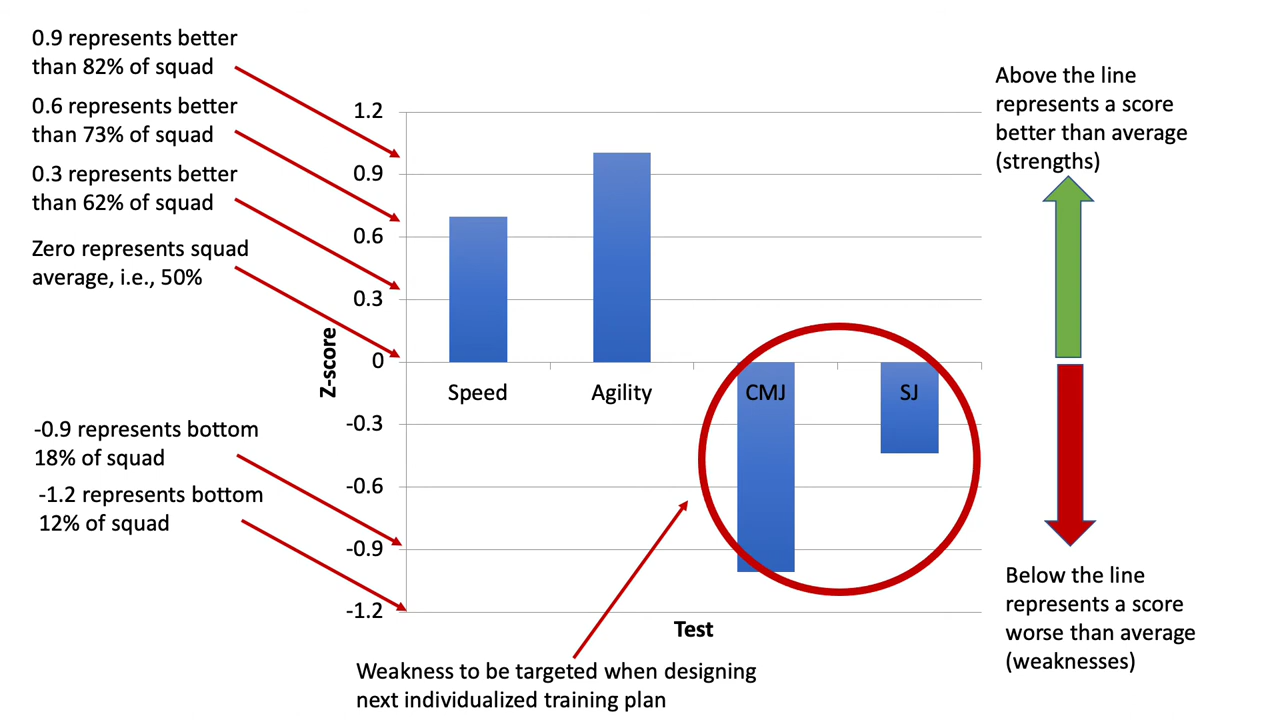 0.9 represents better
than 82% of squad
0.6 represents better
than 73% of squad
0.3 represents better
than 62% of squad
Zero represents squad
average, i.e., 50%
-0.9 represents bottom
18% of squad
-1.2 represents bottom
12% of squad
Z-score
1.2
0.9
0.6
0.3
0
-0.3
-0.6
-0.9
-1.2
Speed
Agility
CMJ
SJ
Test
Weakness to be targeted when designing
next individualized training plan
Above the line
represents a score
better than average
(strengths)
Below the line
represents a score
worse than average
(weaknesses)